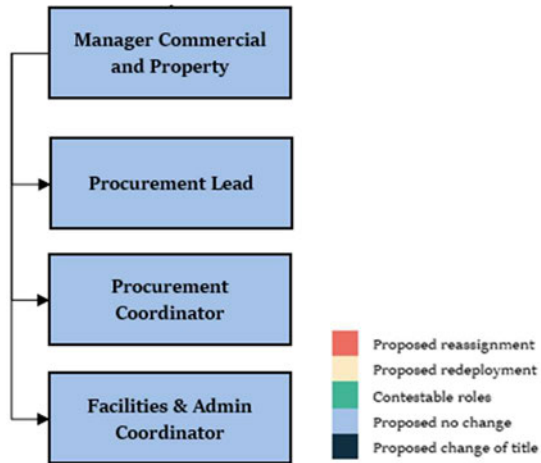 Manager Commercial
and Property
Procurement Lead
Procurement
Coordinator
Facilities & Admin
Coordinator
Proposed reassignment
Proposed redeployment
Contestable roles
Proposed no change
Proposed change of title